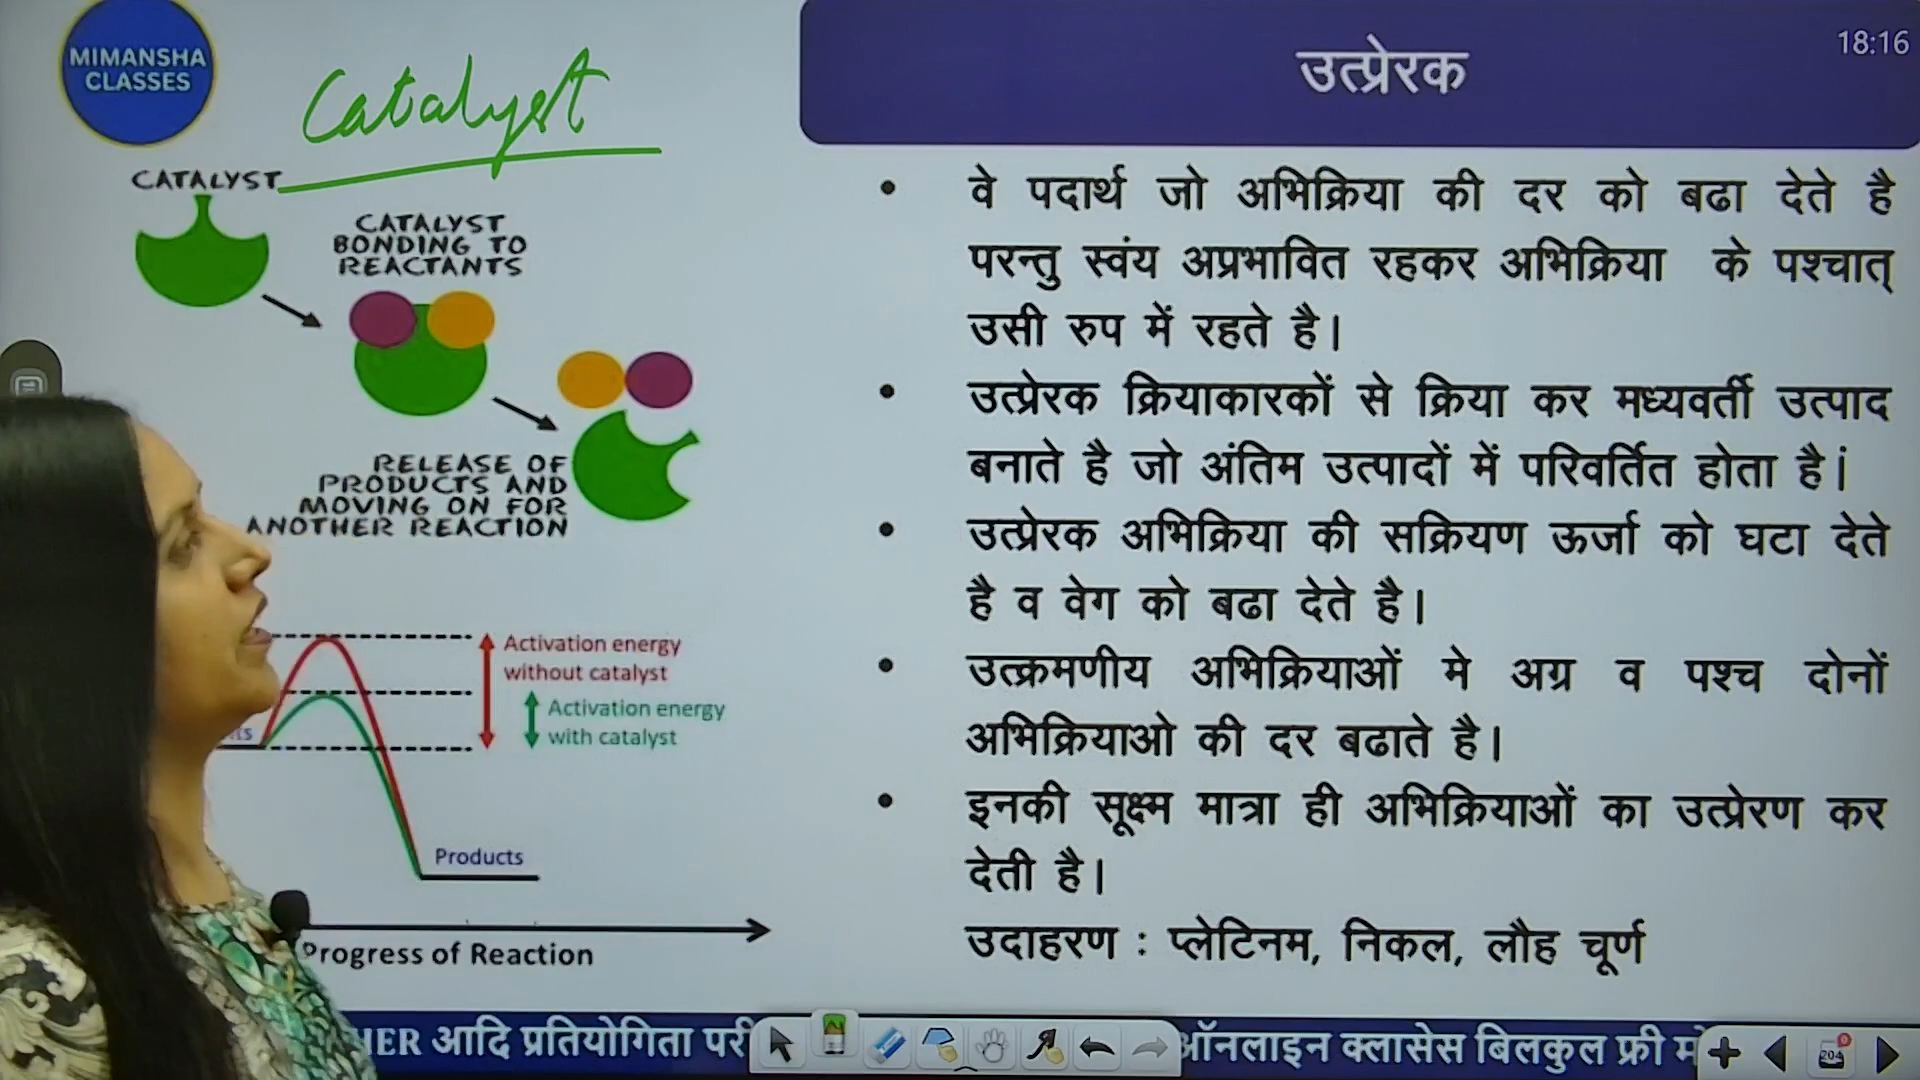 MIMANSHA
CLASSES
Catalyst
CATALYST
CATALYST
BONDING TO
REACTANTS
RELEASE OF
PRODUCTS AND
MOVING ON FOR
ANOTHER REACTION
Activation energy
without catalyst
Activation energy
with catalyst
Products
Progress of Reaction
उत्प्रेरक
18:16
• वे पदार्थ जो अभिक्रिया की दर को बढा देते है
परन्तु स्वंय अप्रभावित रहकर अभिक्रिया के पश्चात्
उसी रुप में रहते है।
• उत्प्रेरक क्रियाकारकों से क्रिया कर मध्यवर्ती उत्पाद
बनाते है जो अंतिम उत्पादों में परिवर्तित होता है।
• उत्प्रेरक अभिक्रिया की सक्रियण ऊर्जा को घटा देते
है व वेग को बढा देते है।
• उत्क्रमणीय अभिक्रियाओं मे अग्र व पश्च दोनों
अभिक्रियाओ की दर बढाते है।
• इनकी सूक्ष्म मात्रा ही अभिक्रियाओं का उत्प्रेरण कर
देती है।
उदाहरण : प्लेटिनम, निकल, लौह चूर्ण
आदि प्रतियोगिता
ऑनलाइन क्लासेस बिलकुल फ्री
204